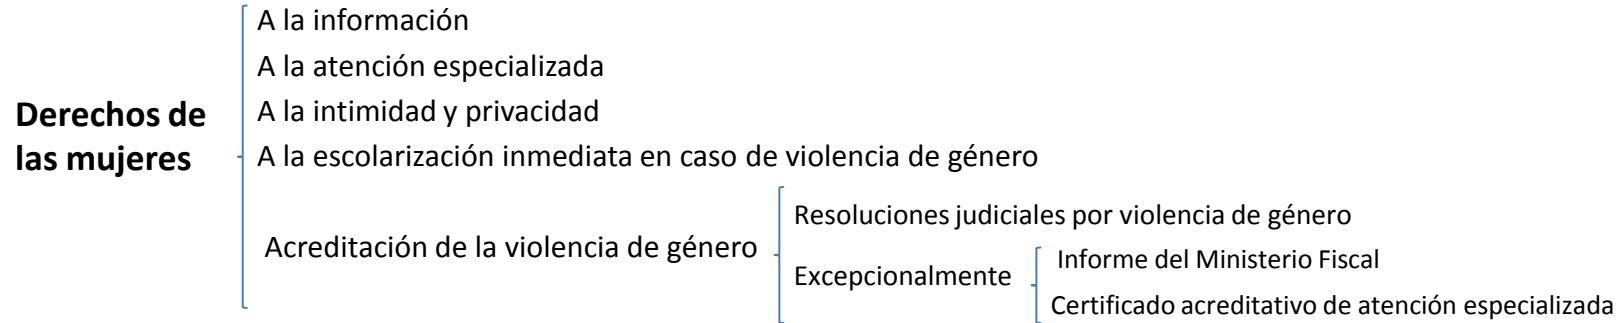 Derechos de
las mujeres
A la información
A la atención especializada
A la intimidad y privacidad
A la escolarización inmediata en caso de violencia de género
Acreditación de la violencia de género
Resoluciones judiciales por violencia de género
Excepcionalmente
Informe del Ministerio Fiscal
Certificado acreditativo de atención especializada